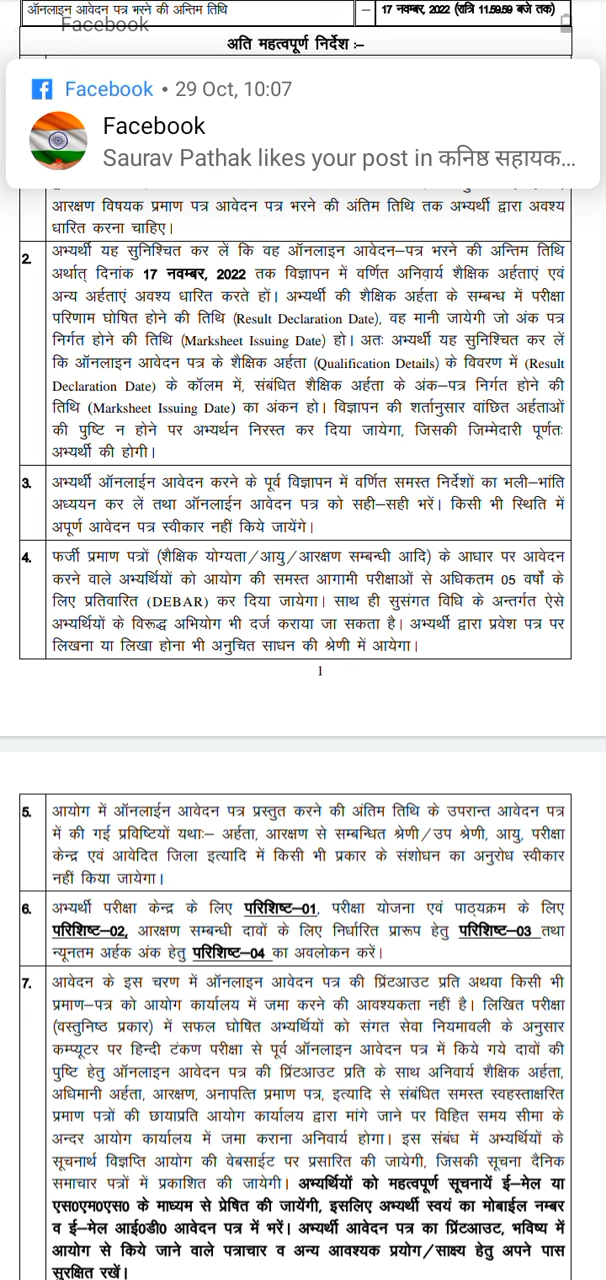 ऑनलाइन आवेदन पत्र भरने की अन्तिम तिथि – 17 नवम्बर, 2022 (रात्रि 11.59.59 बजे तक)
Facebook
अति महत्वपूर्ण निर्देश :–
Facebook • 29 Oct, 10:07
Facebook
Saurav Pathak likes your post in कनिष्ठ सहायक...
आरक्षण विषयक प्रमाण पत्र आवेदन पत्र भरने की अंतिम तिथि तक अभ्यर्थी द्वारा अवश्य
धारित करना चाहिए।
2. अभ्यर्थी यह सुनिश्चित कर लें कि वह ऑनलाइन आवेदन–पत्र भरने की अन्तिम तिथि
अर्थात् दिनांक 17 नवम्बर, 2022 तक विज्ञापन में वर्णित अनिवार्य शैक्षिक अर्हताएं एवं
अन्य अर्हताएं अवश्य धारित करते हों। अभ्यर्थी की शैक्षिक अर्हता के सम्बन्ध में परीक्षा
परिणाम घोषित होने की तिथि (Result Declaration Date), वह मानी जायेगी जो अंक पत्र
निर्गत होने की तिथि (Marksheet Issuing Date) हो। अतः अभ्यर्थी यह सुनिश्चित कर लें
कि ऑनलाइन आवेदन पत्र के शैक्षिक अर्हता (Qualification Details) के विवरण में (Result
Declaration Date) के कॉलम में, संबंधित शैक्षिक अर्हता के अंक–पत्र निर्गत होने की
तिथि (Marksheet Issuing Date) का अंकन हो। विज्ञापन की शर्तानुसार वांछित अर्हताओं
की पुष्टि न होने पर अभ्यर्थन निरस्त कर दिया जायेगा, जिसकी जिम्मेदारी पूर्णतः
अभ्यर्थी की होगी।
3. अभ्यर्थी ऑनलाईन आवेदन करने के पूर्व विज्ञापन में वर्णित समस्त निर्देशों का भली–भांति
अध्ययन कर लें तथा ऑनलाईन आवेदन पत्र को सही–सही भरें। किसी भी स्थिति में
अपूर्ण आवेदन पत्र स्वीकार नहीं किये जायेंगे।
4. फर्जी प्रमाण पत्रों (शैक्षिक योग्यता/आयु/आरक्षण सम्बन्धी आदि) के आधार पर आवेदन
करने वाले अभ्यर्थियों को आयोग की समस्त आगामी परीक्षाओं से अधिकतम 05 वर्षों के
लिए प्रतिवारित (DEBAR) कर दिया जायेगा। साथ ही सुसंगत विधि के अन्तर्गत ऐसे
अभ्यर्थियों के विरूद्ध अभियोग भी दर्ज कराया जा सकता है। अभ्यर्थी द्वारा प्रवेश पत्र पर
लिखना या लिखा होना भी अनुचित साधन की श्रेणी में आयेगा।
1
5. आयोग में ऑनलाईन आवेदन पत्र प्रस्तुत करने की अंतिम तिथि के उपरान्त आवेदन पत्र
में की गई प्रविष्टियों यथाः– अर्हता, आरक्षण से सम्बन्धित श्रेणी/उप श्रेणी, आयु, परीक्षा
केन्द्र एवं आवेदित जिला इत्यादि में किसी भी प्रकार के संशोधन का अनुरोध स्वीकार
नहीं किया जायेगा।
6. अभ्यर्थी परीक्षा केन्द्र के लिए परिशिष्ट–01, परीक्षा योजना एवं पाठ्यक्रम के लिए
परिशिष्ट–02, आरक्षण सम्बन्धी दावों के लिए निर्धारित प्रारूप हेतु परिशिष्ट–03 तथा
न्यूनतम अर्हक अंक हेतु परिशिष्ट–04 का अवलोकन करें।
7. आवेदन के इस चरण में ऑनलाईन आवेदन पत्र की प्रिंटआउट प्रति अथवा किसी भी
प्रमाण–पत्र को आयोग कार्यालय में जमा करने की आवश्यकता नहीं है। लिखित परीक्षा
(वस्तुनिष्ठ प्रकार) में सफल घोषित अभ्यर्थियों को संगत सेवा नियमावली के अनुसार
कम्प्यूटर पर हिन्दी टंकण परीक्षा से पूर्व ऑनलाइन आवेदन पत्र में किये गये दावों की
पुष्टि हेतु ऑनलाइन आवेदन पत्र की प्रिंटआउट प्रति के साथ अनिवार्य शैक्षिक अर्हता,
अधिमानी अर्हता, आरक्षण, अनापत्ति प्रमाण पत्र, इत्यादि से संबंधित समस्त स्वहस्ताक्षरित
प्रमाण पत्रों की छायाप्रति आयोग कार्यालय द्वारा मांगे जाने पर विहित समय सीमा के
अन्दर आयोग कार्यालय में जमा कराना अनिवार्य होगा। इस संबंध में अभ्यर्थियों के
सूचनार्थ विज्ञप्ति आयोग की वेबसाईट पर प्रसारित की जायेगी, जिसकी सूचना दैनिक
समाचार पत्रों में प्रकाशित की जायेगी। अभ्यर्थियों को महत्वपूर्ण सूचनायें ई–मेल या
एस0एम0एस0 के माध्यम से प्रेषित की जायेंगी, इसलिए अभ्यर्थी स्वयं का मोबाईल नम्बर
व ई–मेल आई0डी0 आवेदन पत्र में भरें। अभ्यर्थी आवेदन पत्र का प्रिंटआउट, भविष्य में
आयोग से किये जाने वाले पत्राचार व अन्य आवश्यक प्रयोग/साक्ष्य हेतु अपने पास
सुरक्षित रखें।